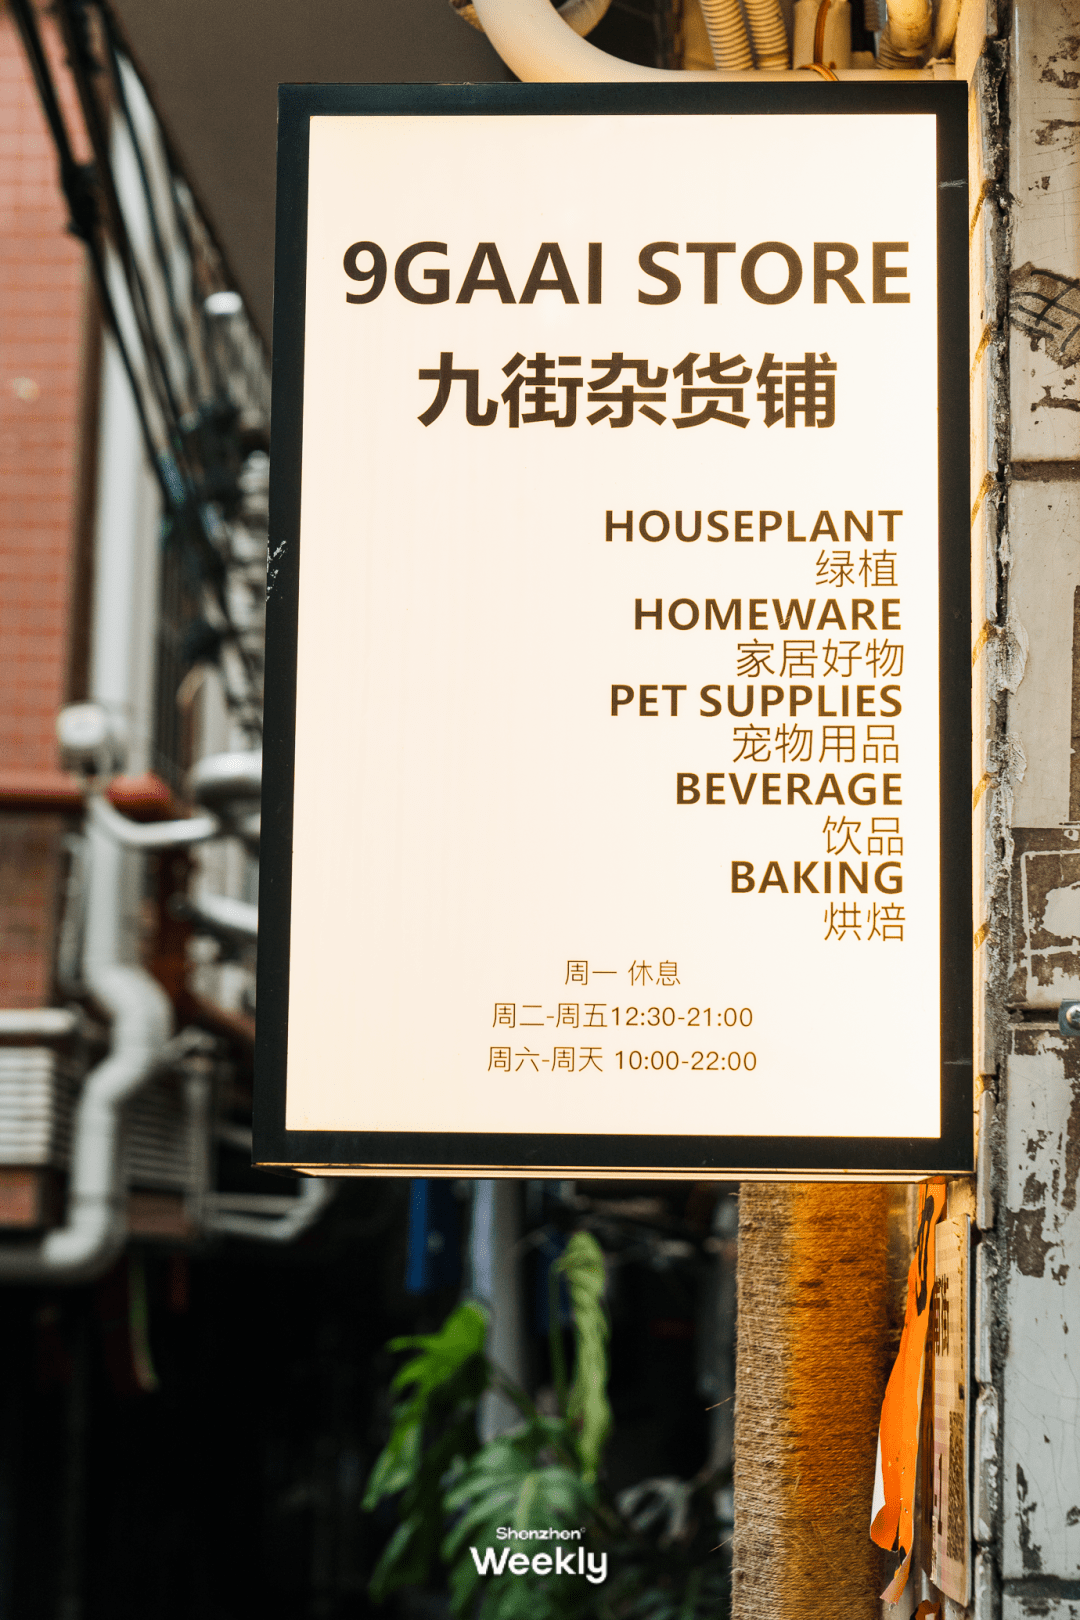 9GAAI STORE
九街杂货铺
HOUSEPLANT
绿植
HOMEWARE
家居好物
PET SUPPLIES
宠物用品
BEVERAGE
饮品
BAKING
烘焙
周一 休息
周二-周五12:30-21:00
周六-周天 10:00-22:00
Shenzhen
Weekly